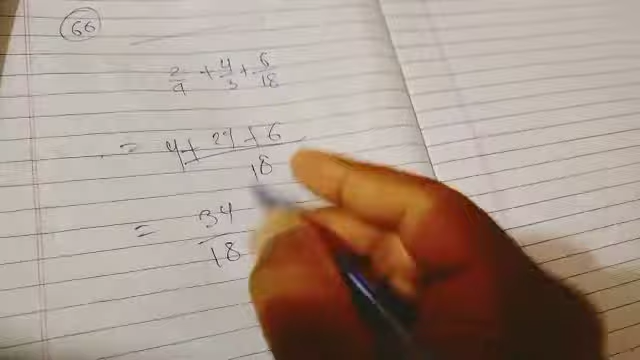 66
2/9 + 4/3 + 6/18
= 4 + 24 + 6 / 18
= 34/18